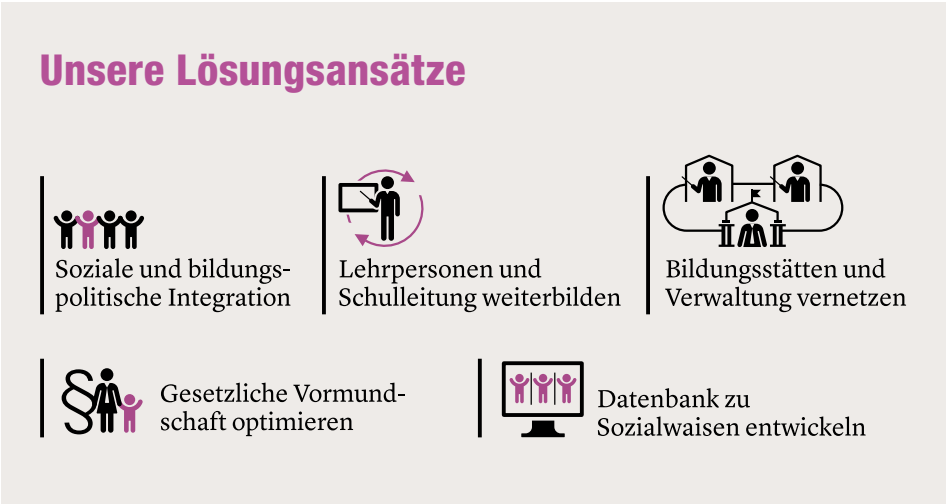 Unsere Lösungsansätze
Soziale und bildungs-
politische Integration
Lehrpersonen und
Schulleitung weiterbilden
Bildungsstätten und
Verwaltung vernetzen
§
Gesetzliche Vormund-
schaft optimieren
Datenbank zu
Sozialwaisen entwickeln